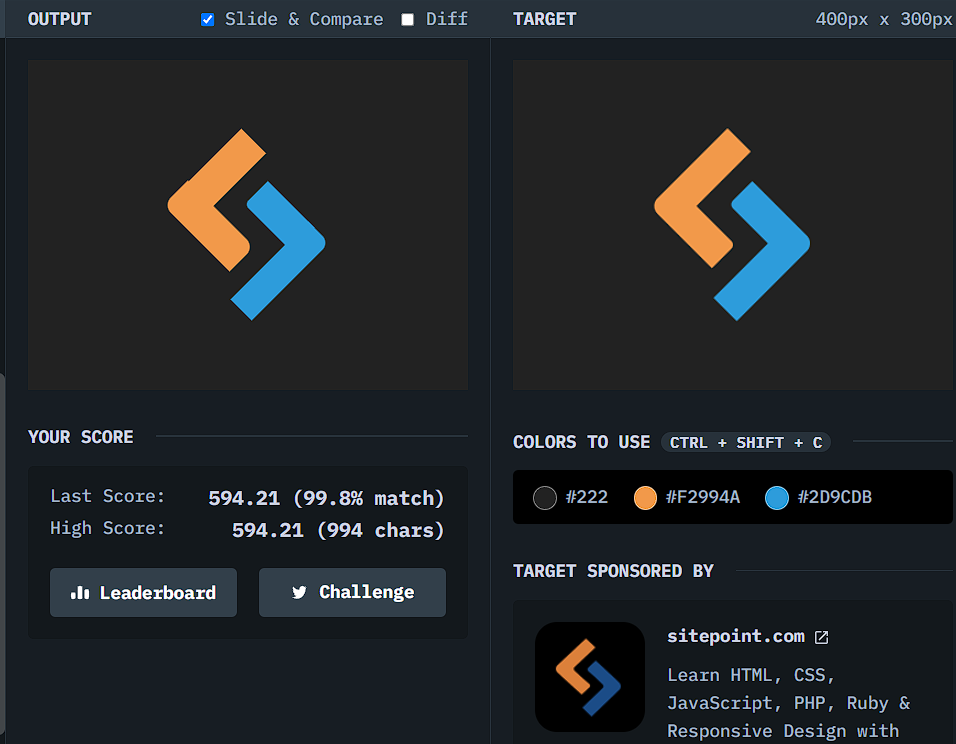 OUTPUT
Slide & Compare
Diff
TARGET
400px x 300px
YOUR SCORE
Last Score: 594.21 (99.8% match)
High Score: 594.21 (994 chars)
Leaderboard
Challenge
COLORS TO USE CTRL + SHIFT + C
#222 #F2994A #2D9CDB
TARGET SPONSORED BY
sitepoint.com
Learn HTML, CSS,
JavaScript, PHP, Ruby &
Responsive Design with